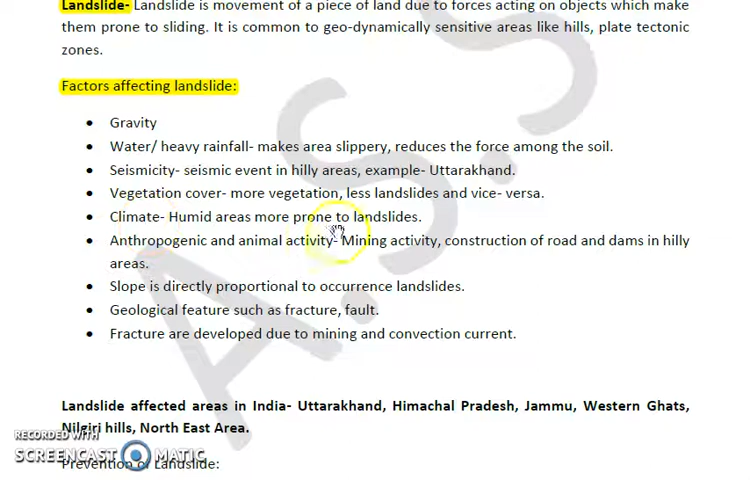 Landslide- Landslide is movement of a piece of land due to forces acting on objects which make
them prone to sliding. It is common to geo-dynamically sensitive areas like hills, plate tectonic
zones.
Factors affecting landslide:
• Gravity
• Water/ heavy rainfall- makes area slippery, reduces the force among the soil.
• Seismicity- seismic event in hilly areas, example- Uttarakhand.
• Vegetation cover- more vegetation, less landslides and vice- versa.
• Climate- Humid areas more prone to landslides.
• Anthropogenic and animal activity- Mining activity, construction of road and dams in hilly
areas.
• Slope is directly proportional to occurrence landslides.
• Geological feature such as fracture, fault.
• Fracture are developed due to mining and convection current.
Landslide affected areas in India- Uttarakhand, Himachal Pradesh, Jammu, Western Ghats,
Nilgiri hills, North East Area.
Prevention of Landslide:
A.S.S
RECORDED WITH
SCREENCAST MATIC